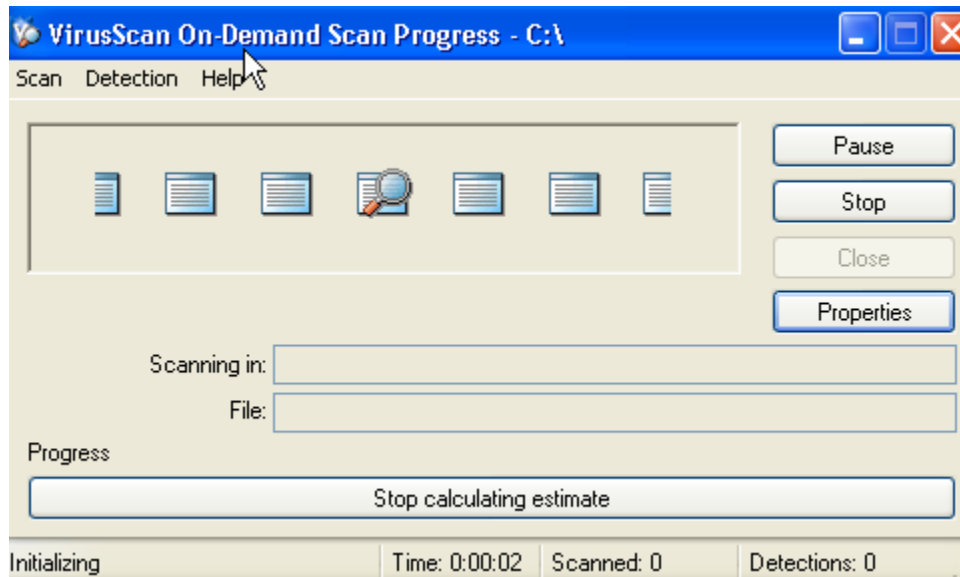 VirusScan On-Demand Scan Progress - C:\
Scan Detection Help
Pause
Stop
Close
Properties
Scanning in:
File:
Progress
Stop calculating estimate
Initializing Time: 0:00:02 Scanned: 0 Detections: 0